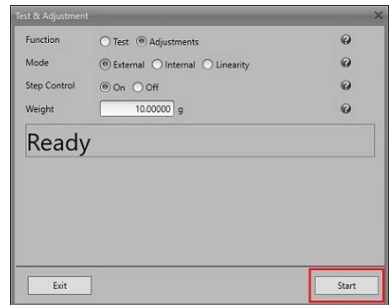 Test & Adjustment
Function Test Adjustments
Mode External Internal Linearity
Step Control On Off
Weight 10.00000 g
Ready
Exit Start